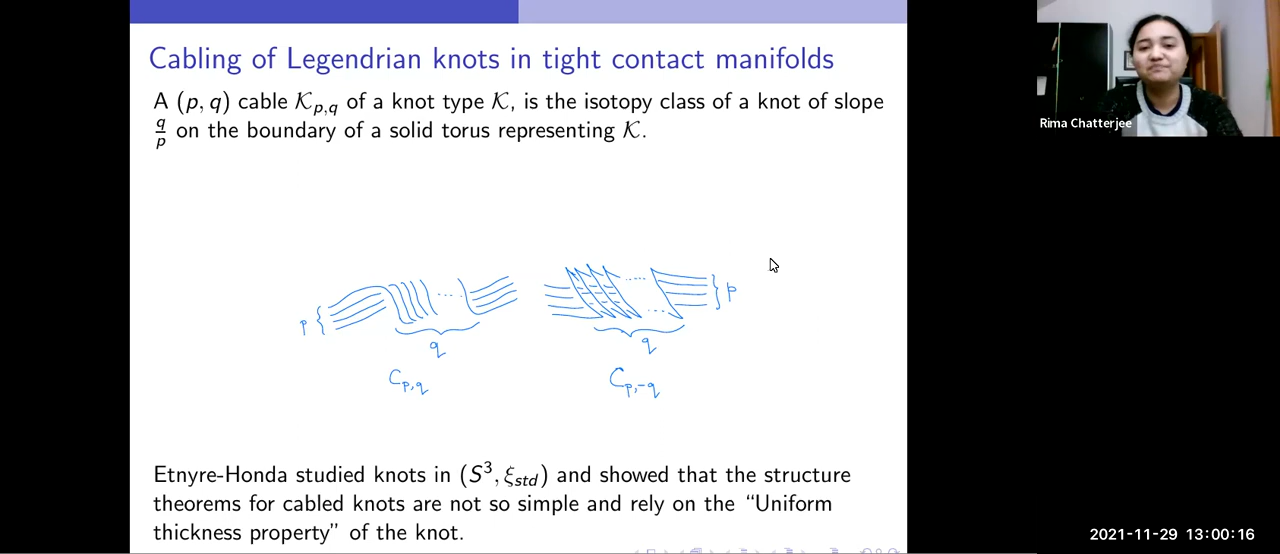 Cabling of Legendrian knots in tight contact manifolds
A (p, q) cable 𝒦p,q of a knot type 𝒦, is the isotopy class of a knot of slope
q/p on the boundary of a solid torus representing 𝒦.
p { ... ... } p
... 
q q
Cp,q Cp,-q
Etnyre-Honda studied knots in (S³, ξstd) and showed that the structure
theorems for cabled knots are not so simple and rely on the “Uniform
thickness property” of the knot.
Rima Chatterjee
2021-11-29 13:00:16